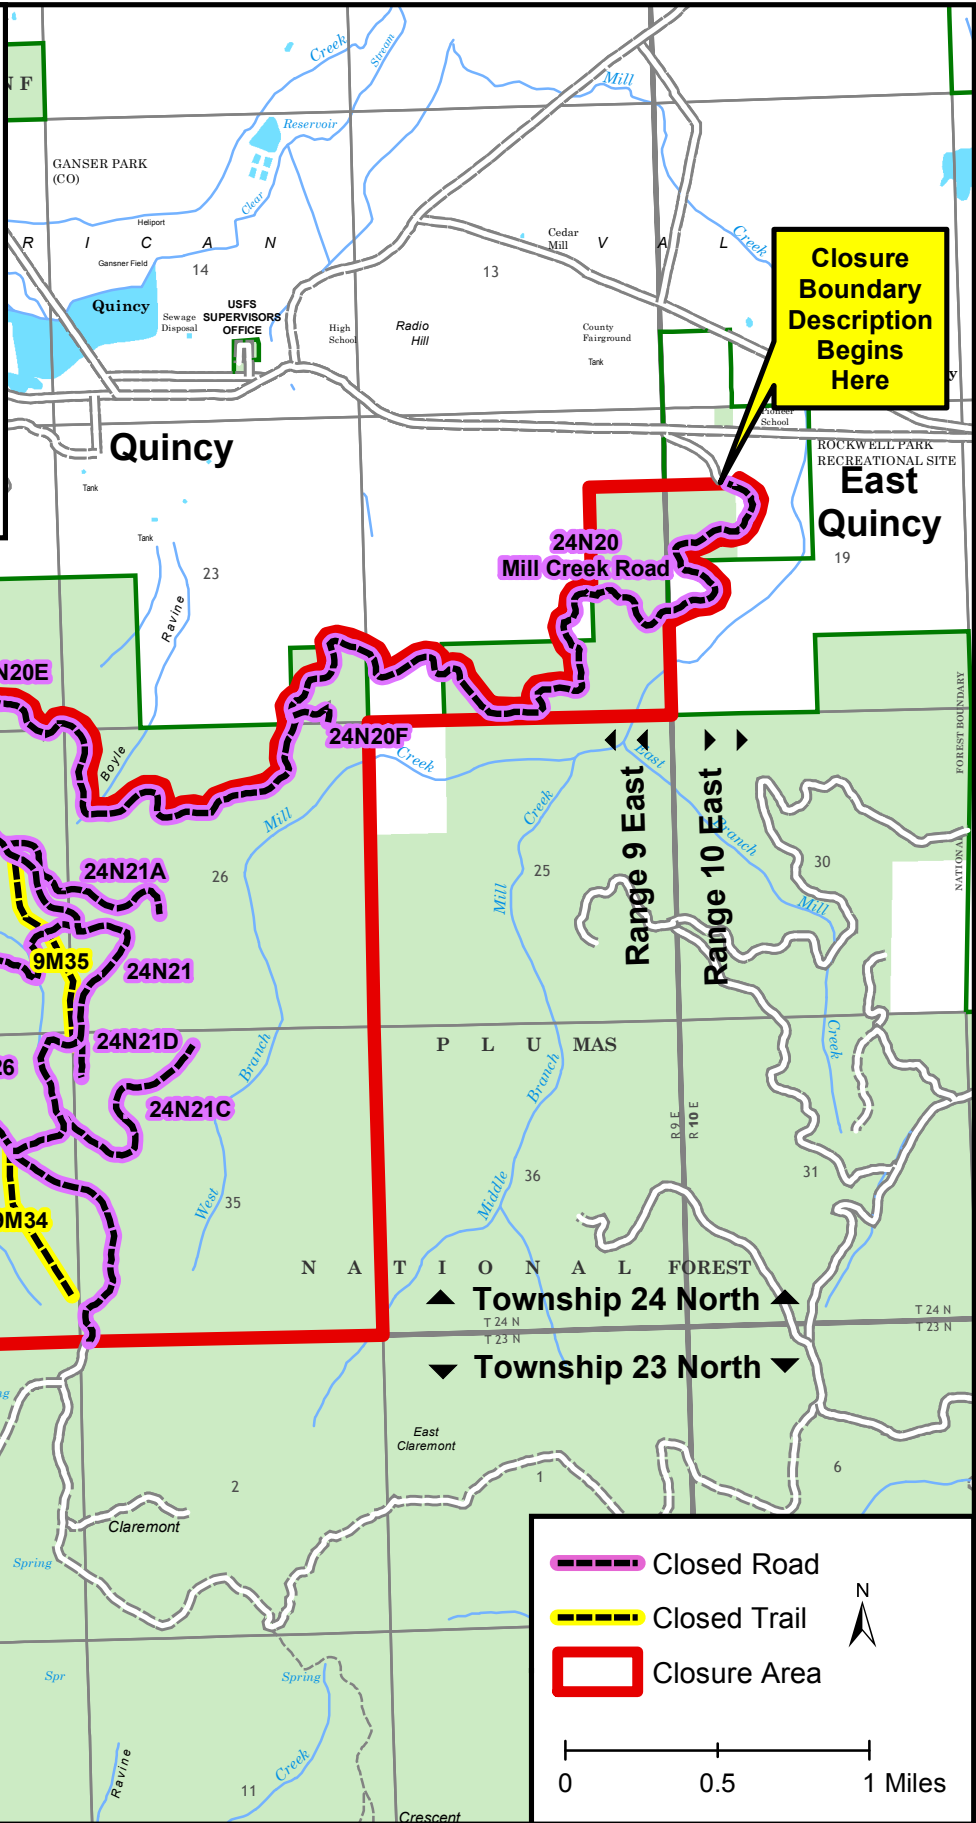 Creek
Stream
Mill
N F
Reservoir
GANSER PARK
(CO)
Clear
Heliport
R I C A N
V A L
Creek
Cedar
Mill
Gansner Field
14
13
Quincy
Sewage
Disposal
USFS
SUPERVISORS
OFFICE
High
School
Radio
Hill
County
Fairground
Tank
Closure
Boundary
Description
Begins
Here
y
Pioneer
School
Quincy
ROCKWELL PARK
RECREATIONAL SITE
East
Quincy
Tank
Tank
24N20
Mill Creek Road
19
23
Ravine
N20E
24N20F
Boyle
Creek
East
Branch
Mill
Creek
Mill
Range 9 East
Range 10 East
NATIONAL
FOREST BOUNDARY
24N21A
26
25
30
Mill
Creek
9M35
24N21
24N21D
26
24N21C
Branch
West
P L U MAS
Branch
Middle
R 9 E
R 10 E
36
31
35
9M34
N A T I O N A L FOREST
Township 24 North
T 24 N
T 23 N
T 24 N
T 23 N
Township 23 North
ng
East
Claremont
2
1
6
Claremont
Spring
Spr
Spring
Ravine
11
Creek
Crescent
Closed Road
Closed Trail
Closure Area
N
0 0.5 1 Miles